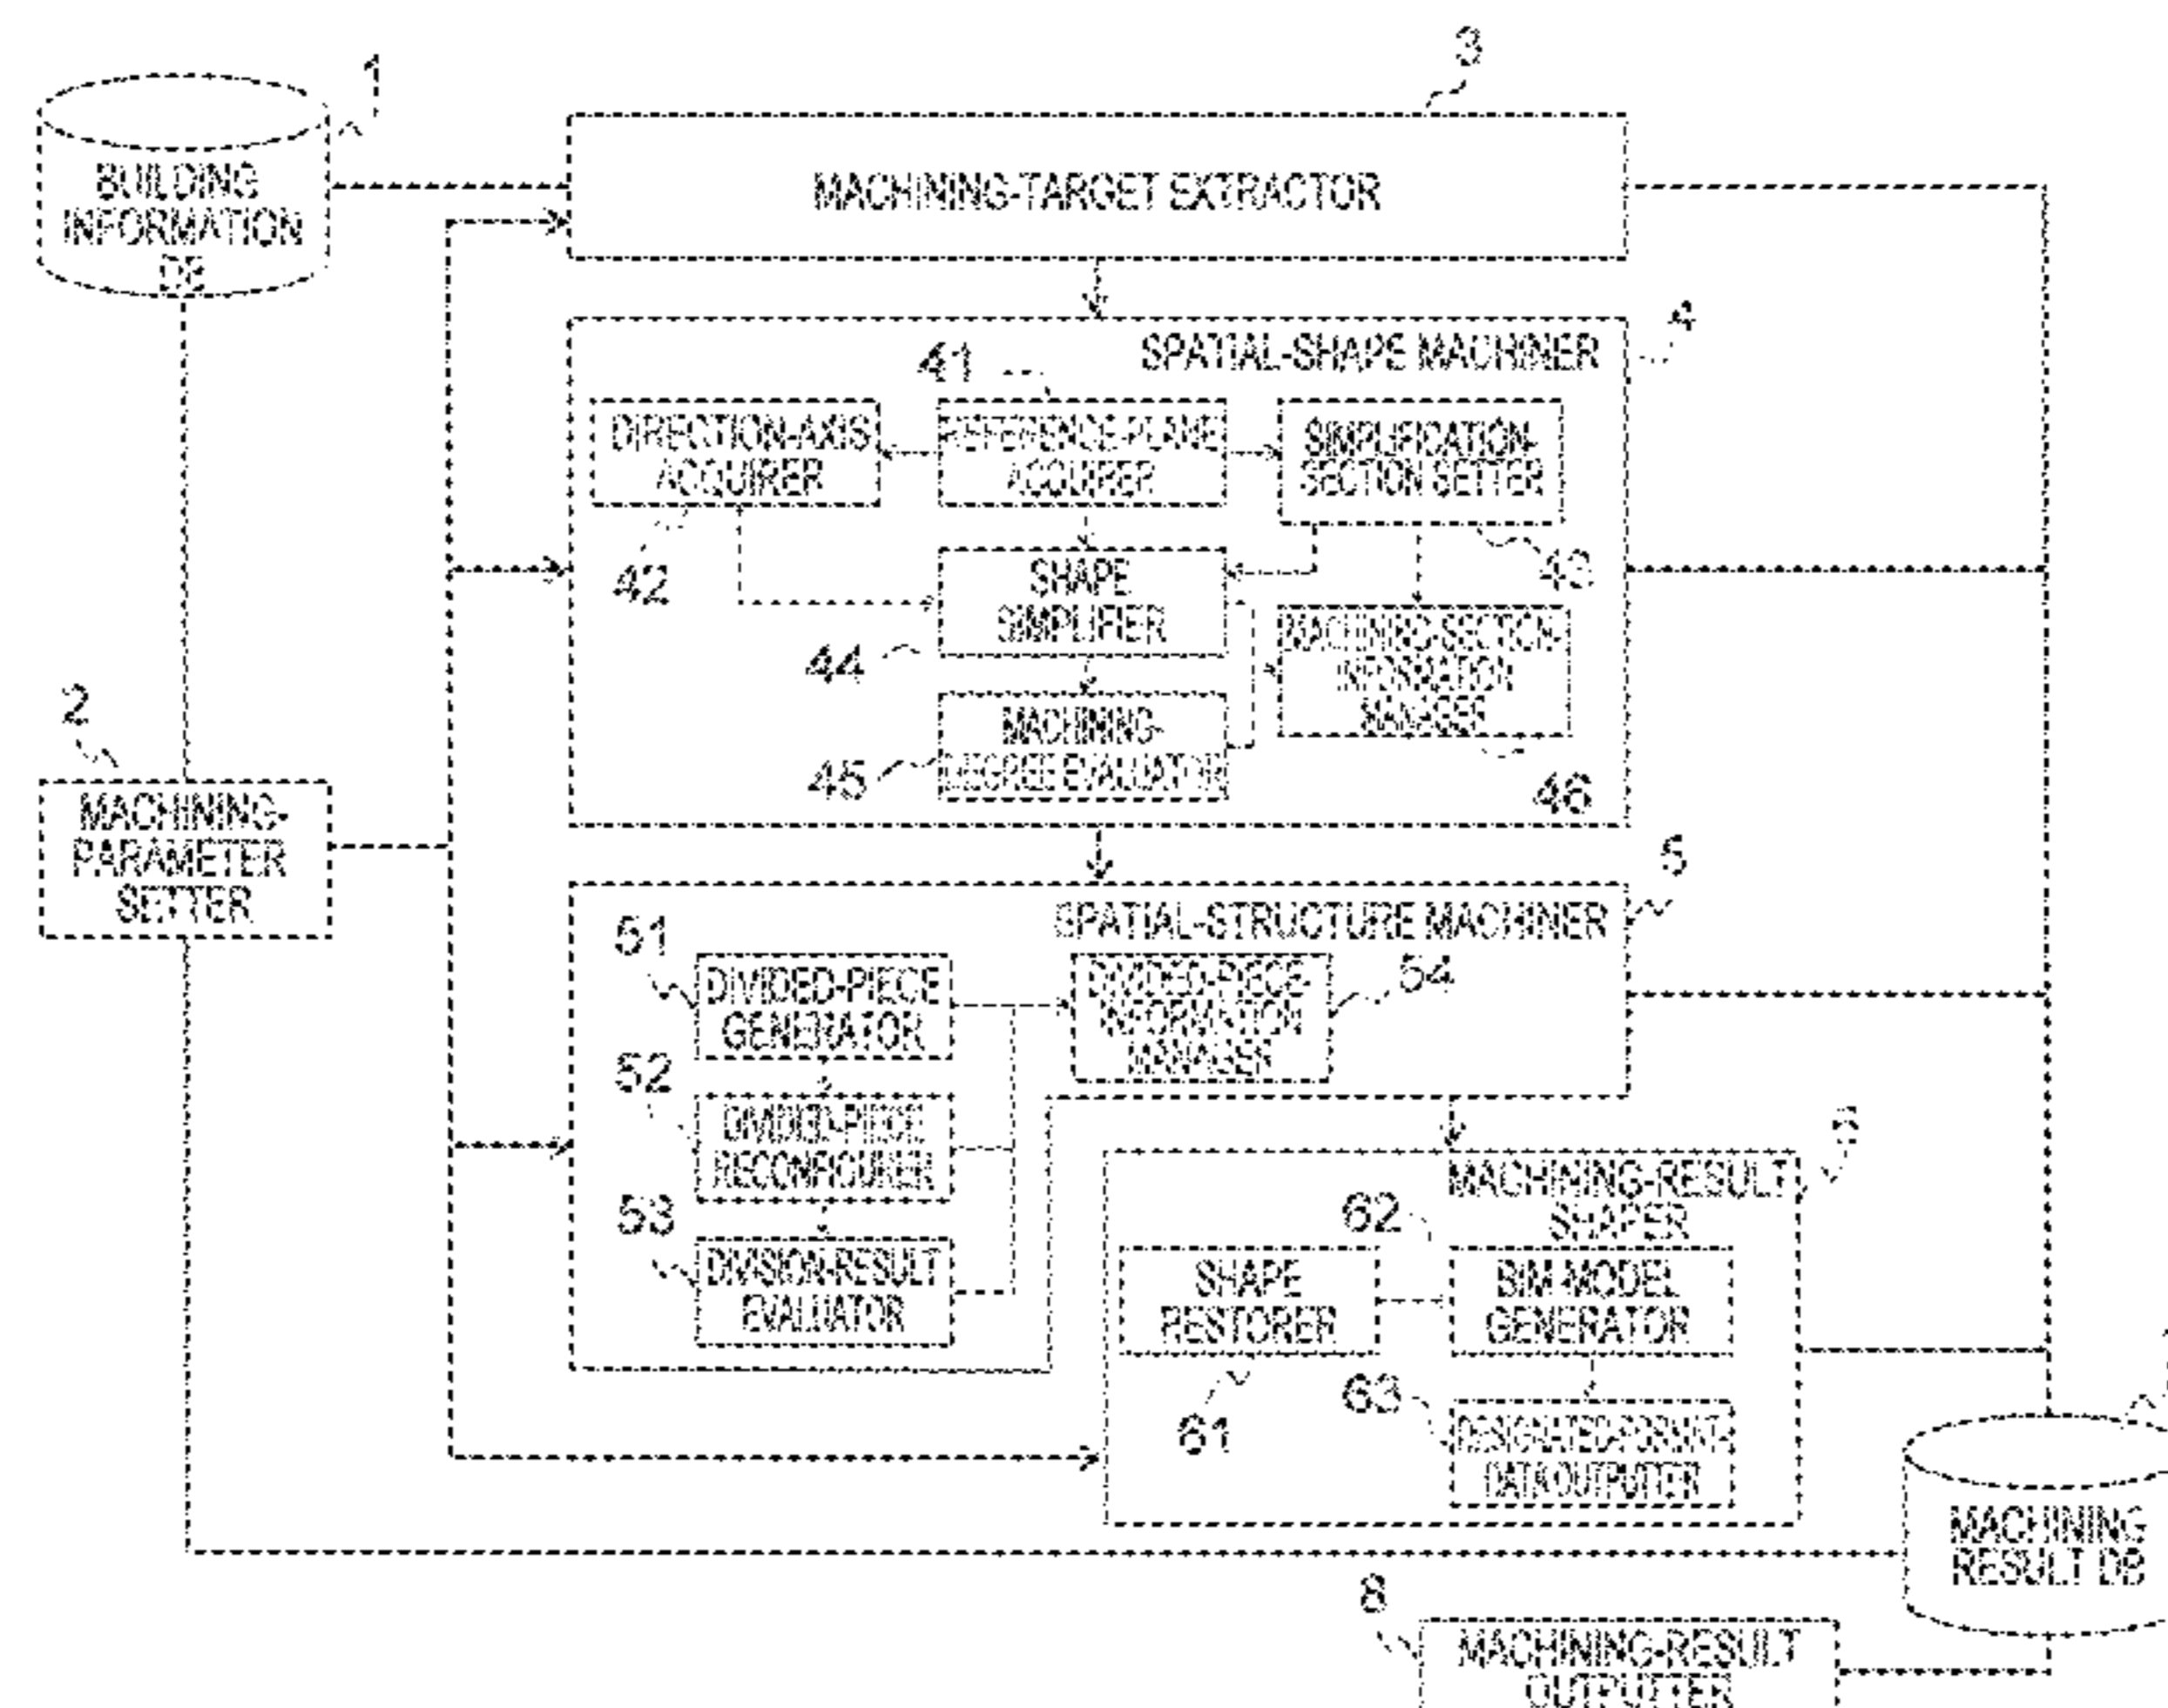 1
BUILDING
INFORMATION
DB
3
MACHINING-TARGET EXTRACTOR
4
SPATIAL-SHAPE MACHINER
41
DIRECTION-AXIS
ACQUIRER
REFERENCE-PLANE
ACQUIRER
SIMPLIFICATION-
SECTION SETTER
42
43
SHAPE
SIMPLIFIER
44
MACHINED-SECTION-
INFORMATION
MANAGER
MACHINING-
DEGREE EVALUATOR
45
46
2
MACHINING-
PARAMETER
SETTER
5
SPATIAL-STRUCTURE MACHINER
51
DIVIDED-PIECE
GENERATOR
DIVIDED-PIECE-
INFORMATION
MANAGER
54
52
DIVIDED-PIECE
RECONFIGURER
53
DIVISION-RESULT
EVALUATOR
6
MACHINING-RESULT
SHAPER
62
SHAPE
RESTORER
BIM-MODEL
GENERATOR
61
63
DESIGNATED-FORMAT-
DATA OUTPUTTER
MACHINING
RESULT DB
8
MACHINING-RESULT
OUTPUTTER